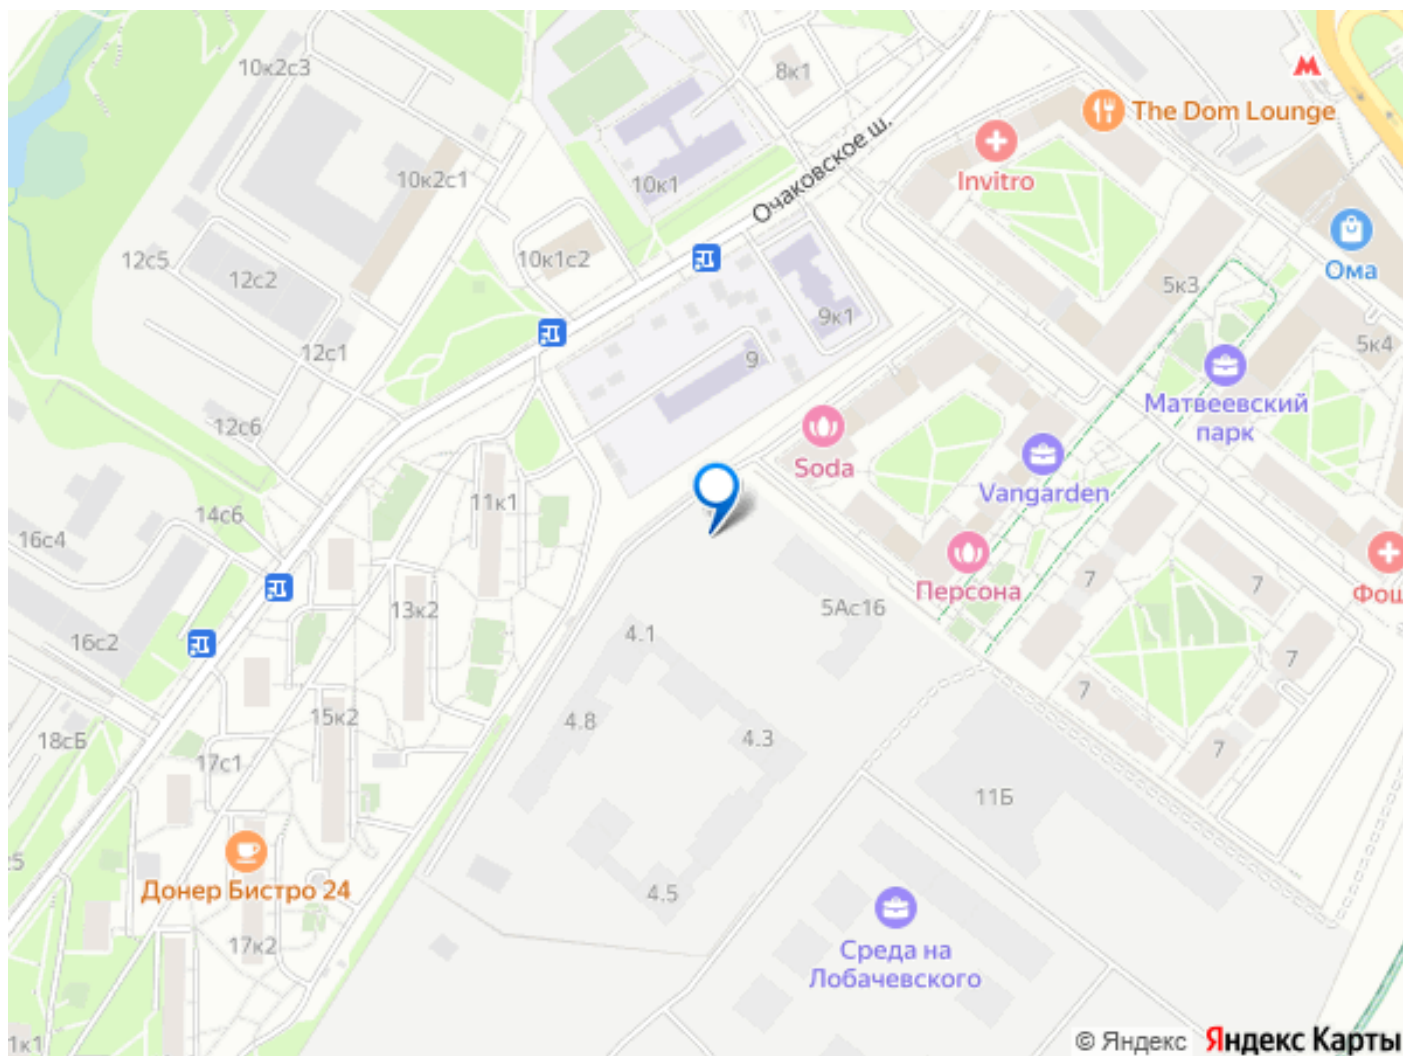 10к2с3
8к1
The Dom Lounge
Invitro
10к2с1
10к1
Очаковское ш.
12с5
12с2
10к1с2
Ома
5к3
9к1
5к4
12с1
9
Матвеевский
парк
12с6
Soda
Vangarden
11к1
14с6
16с4
Персона
7
7
Фош
13к2
5Ас16
4.1
16с2
7
7
15к2
4.8
4.3
18сБ
17с1
7
11Б
с5
Донер Бистро 24
4.5
17к2
Среда на
Лобачевского
1к1
© Яндекс
Яндекс Карты